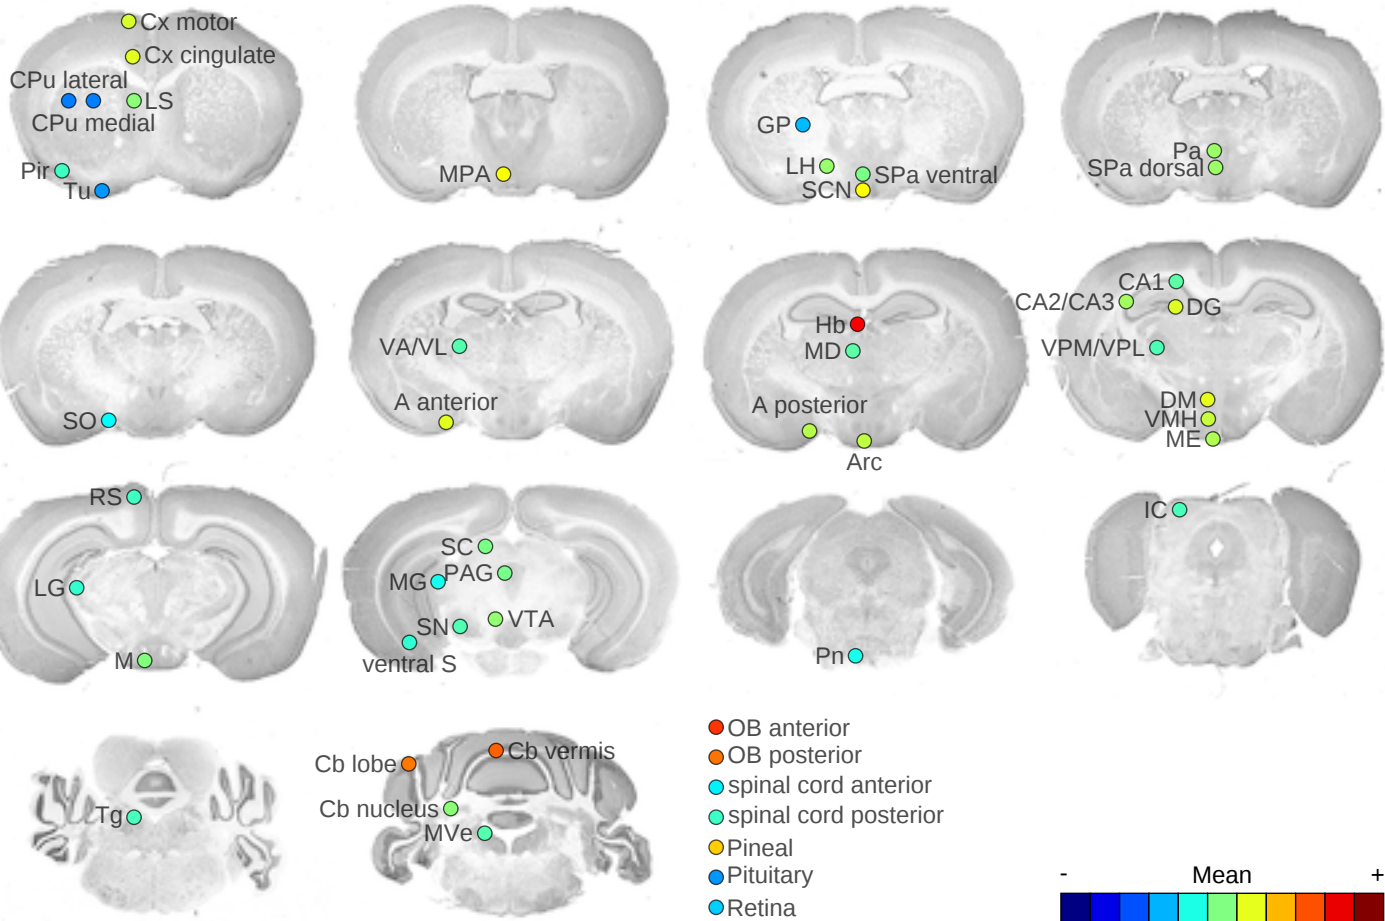 Cx motor
Cx cingulate
CPu lateral
LS
CPu medial
Pir
Tu
MPA
GP
LH
SPa ventral
SCN
Pa
SPa dorsal
SO
VA/VL
A anterior
Hb
MD
A posterior
Arc
CA1
CA2/CA3
DG
VPM/VPL
DM
VMH
ME
RS
LG
M
SC
PAG
MG
VTA
SN
ventral S
Pn
IC
Tg
Cb lobe
Cb vermis
Cb nucleus
MVe
OB anterior
OB posterior
spinal cord anterior
spinal cord posterior
Pineal
Pituitary
Retina
- Mean +